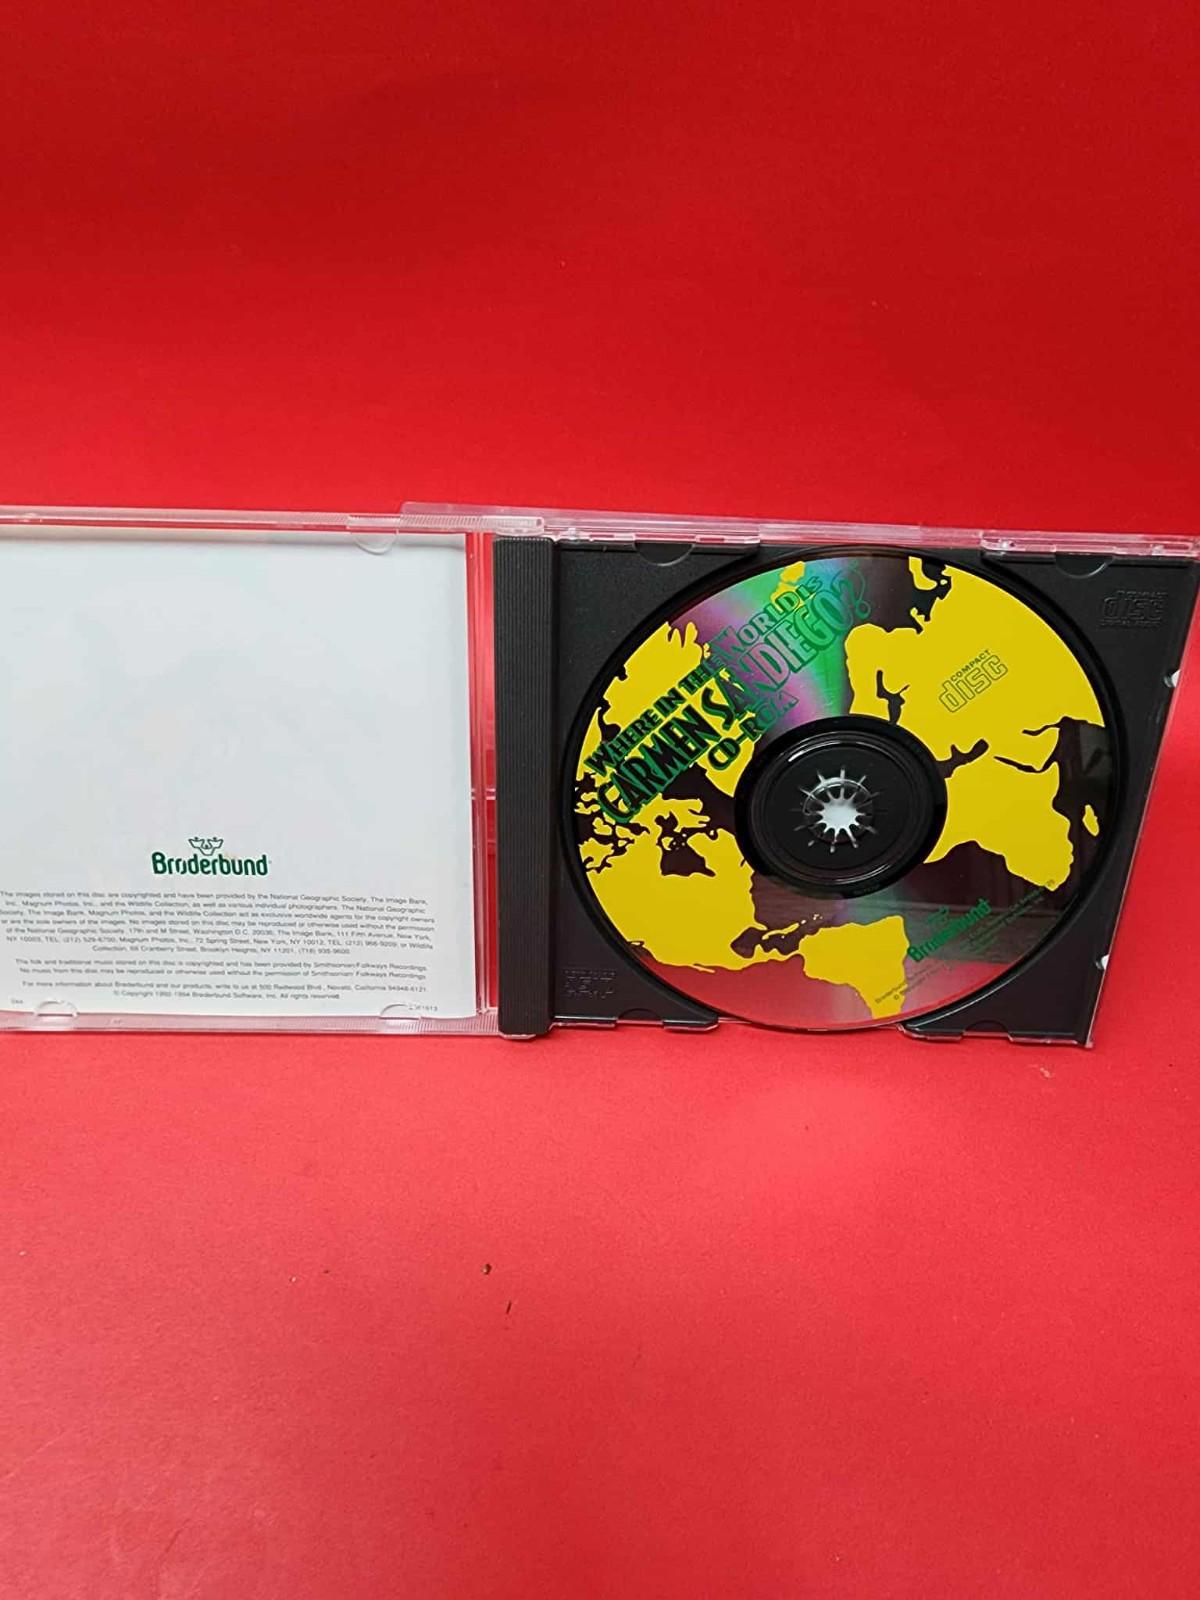 Brøderbund
The images stored on this disc are copyrighted and have been provided by the National Geographic Society, The Image Bank,
Inc., Magnum Photos, Inc., and the Wildlife Collection, as well as various individual photographers. The National Geographic
Society, The Image Bank, Magnum Photos, and the Wildlife Collection act as exclusive worldwide agents for the copyright owners
or are the sole owners of the images. No images stored on this disc may be reproduced or otherwise used without the permission
of the National Geographic Society, 17th and M Street, Washington D.C. 20036, The Image Bank, 111 Fifth Avenue, New York,
NY 10003, TEL, (212) 529-6700, Magnum Photos, Inc., 72 Spring Street, New York, NY 10012, TEL, (212) 966-9200, or Wildlife
Collection, 69 Cranberry Street, Brooklyn Heights, NY 11201, (718) 935-9600.
The folk and traditional music stored on this disc is copyrighted and has been provided by Smithsonian/Folkways Recordings.
No music from this disc may be reproduced or otherwise used without the permission of Smithsonian/Folkways Recordings.
For more information about Brøderbund and our products, write to us at 500 Redwood Blvd., Novato, California 94948-6121.
© Copyright 1992-1994 Brøderbund Software, Inc. All rights reserved.
WHERE IN THE WORLD IS
CARMEN SANDIEGO?
CD-ROM
COMPACT
disc
Brøderbund
COMPACT
disc
DIGITAL AUDIO